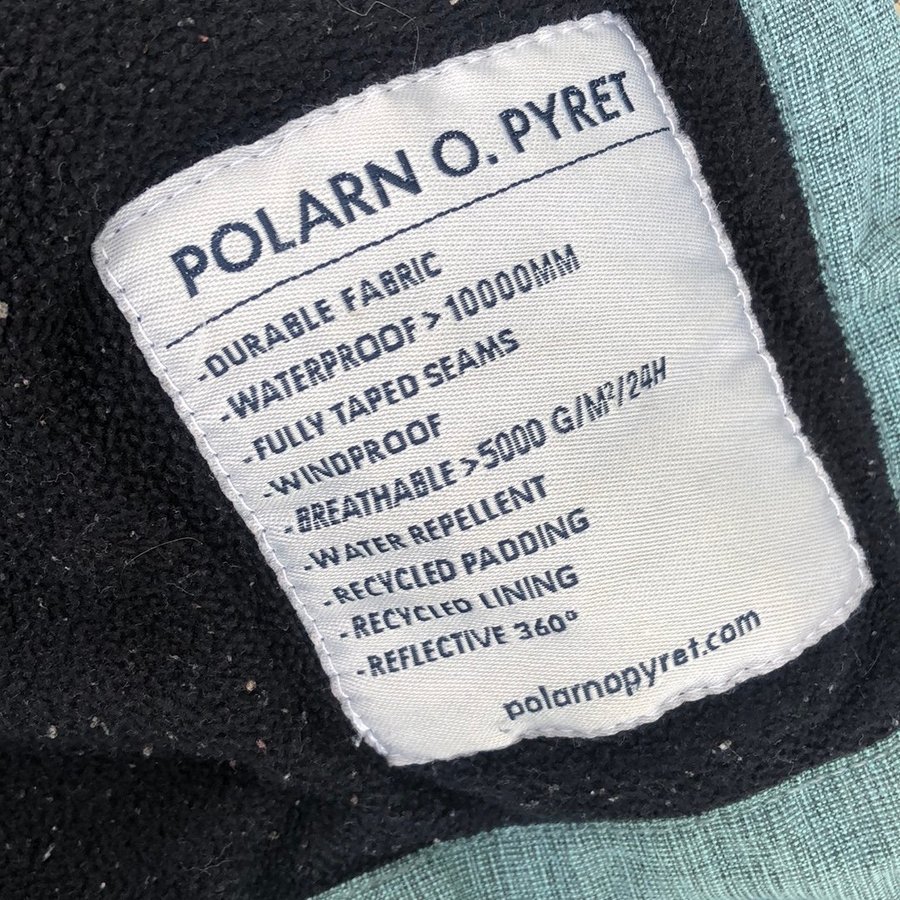 POLARN O. PYRET
-DURABLE FABRIC
-WATERPROOF > 10000MM
-FULLY TAPED SEAMS
-WINDPROOF
-BREATHABLE >5000 G/M²/24H
-WATER REPELLENT
-RECYCLED PADDING
-RECYCLED LINING
-REFLECTIVE 360°
polarnopyret.com